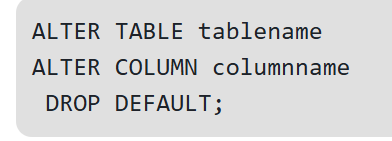 ALTER TABLE tablename
ALTER COLUMN columnname
DROP DEFAULT;